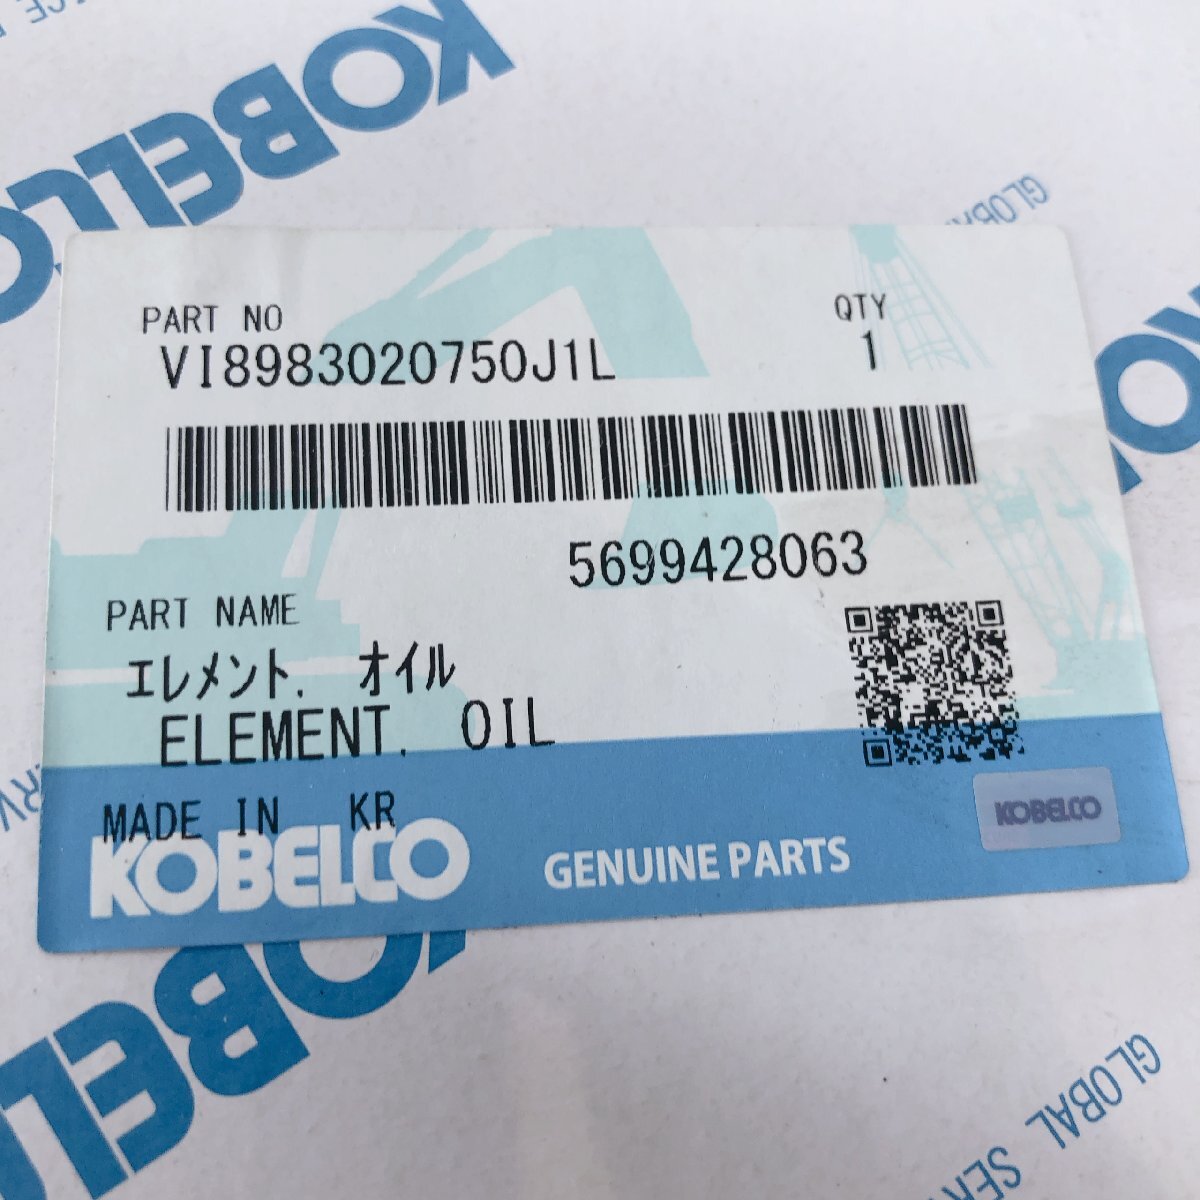 KOBELCO
GLOBAL
PART NO
QTY
VI8983020750J1L
1
5699428063
PART NAME
ｴﾚﾒﾝﾄ. ｵｲﾙ
ELEMENT. OIL
MADE IN KR
KOBELCO
GENUINE PARTS
KOBELCO
GLOBAL